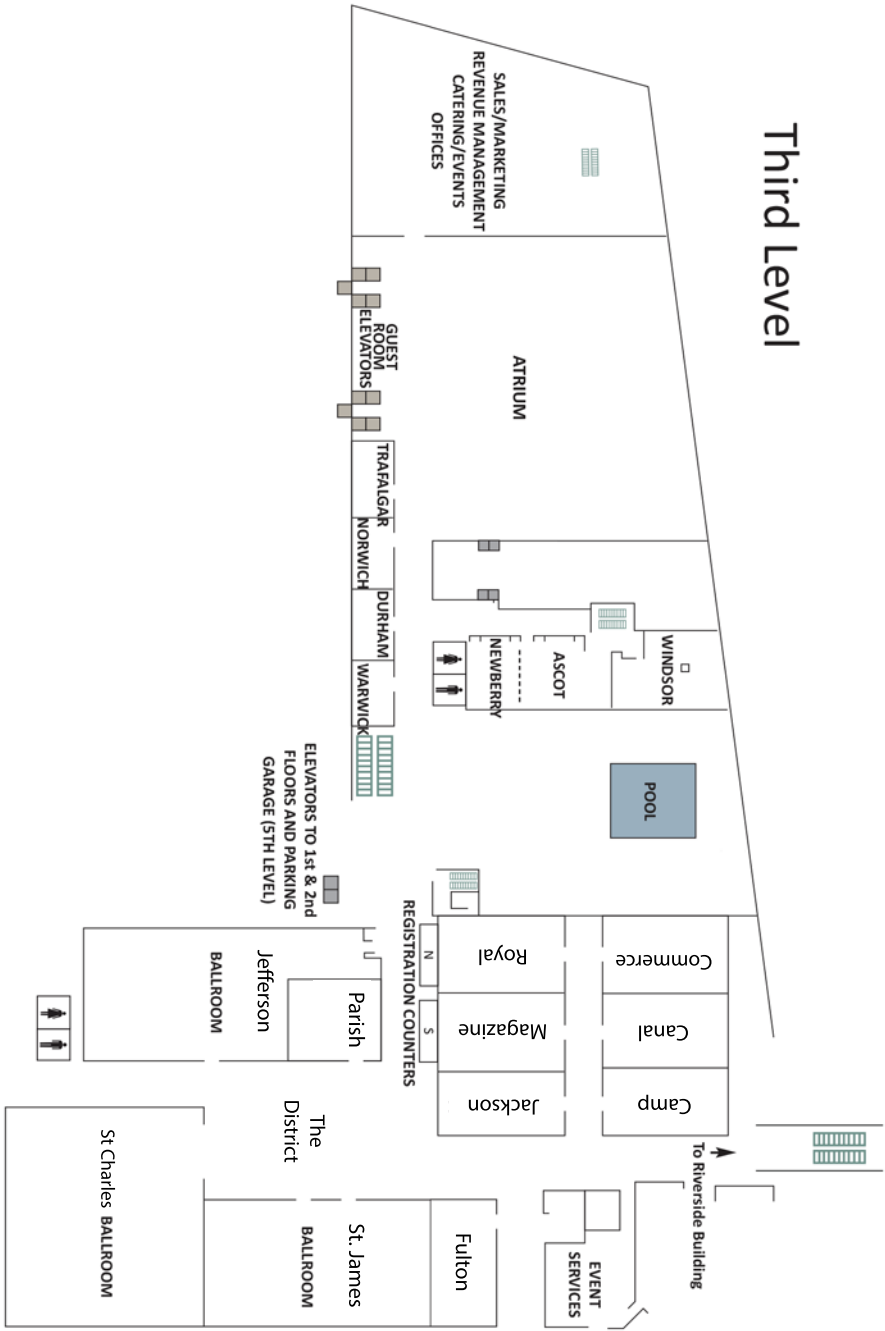 Third Level
SALES/MARKETING
REVENUE MANAGEMENT
CATERING/EVENTS
OFFICES
ATRIUM
GUEST
ROOM
ELEVATORS
TRAFALGAR
NORWICH
DURHAM
WARWICK
WINDSOR
ASCOT
NEWBERRY
POOL
ELEVATORS TO 1st & 2nd
FLOORS AND PARKING
GARAGE (5TH LEVEL)
REGISTRATION COUNTERS
N
S
Royal
Magazine
Jackson
Commerce
Canal
Camp
Parish
Jefferson
BALLROOM
The
District
To Riverside Building
EVENT
SERVICES
Fulton
St. James
BALLROOM
St Charles BALLROOM